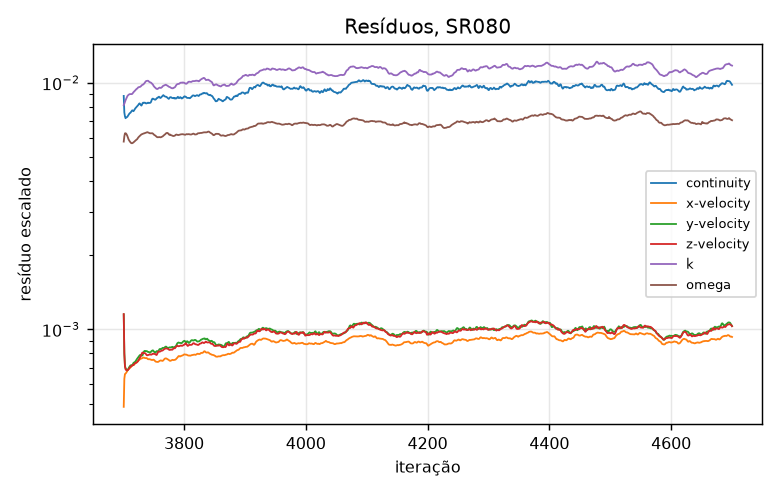 Resíduos, SR080
resíduo escalado
10⁻²
10⁻³
continuity
x-velocity
y-velocity
z-velocity
k
omega
3800 4000 4200 4400 4600
iteração